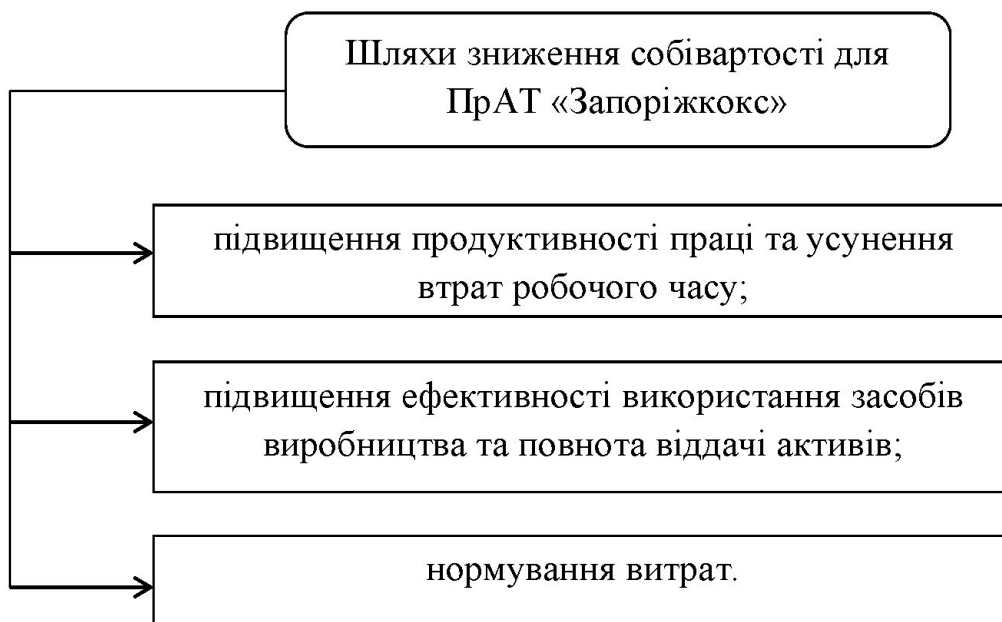 Шляхи зниження собівартості для
ПрАТ «Запоріжкокс»
підвищення продуктивності праці та усунення
втрат робочого часу;
підвищення ефективності використання засобів
виробництва та повнота віддачі активів;
нормування витрат.